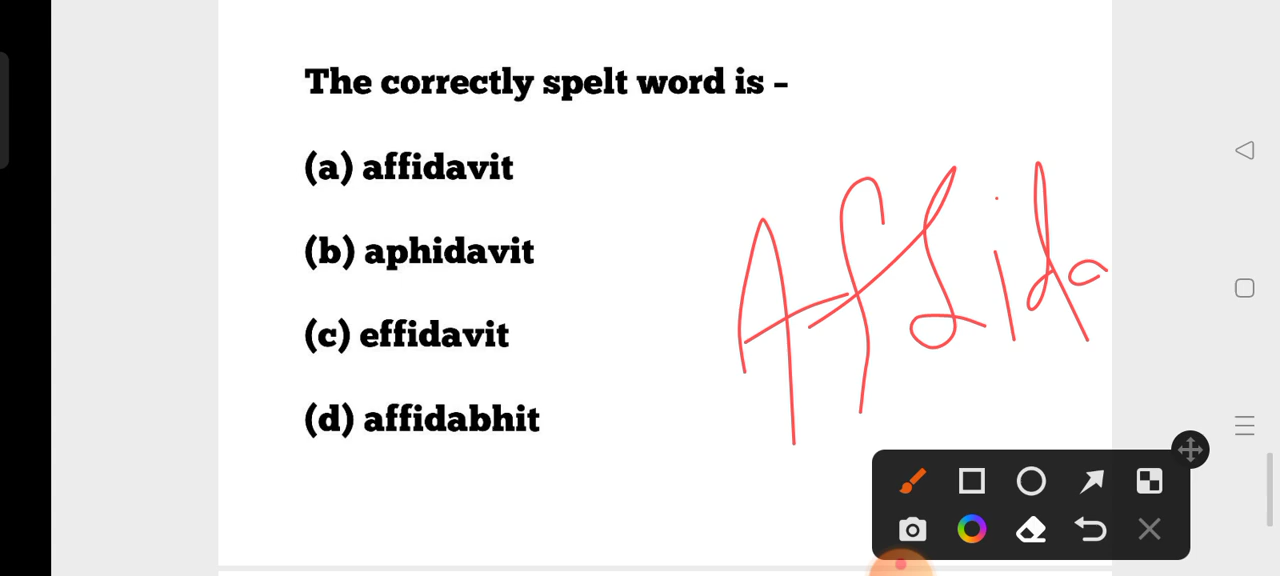 The correctly spelt word is –
(a) affidavit
(b) aphidavit
(c) effidavit
(d) affidabhit
Affida